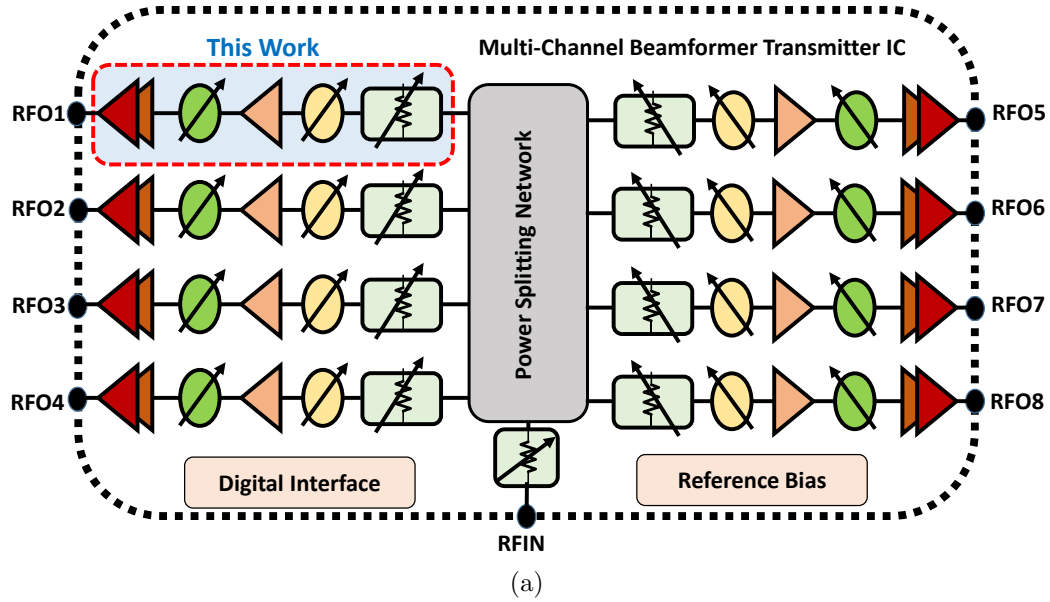 This Work
Multi-Channel Beamformer Transmitter IC
RFO1
RFO2
RFO3
RFO4
Power Splitting Network
RFO5
RFO6
RFO7
RFO8
Digital Interface
Reference Bias
RFIN
(a)